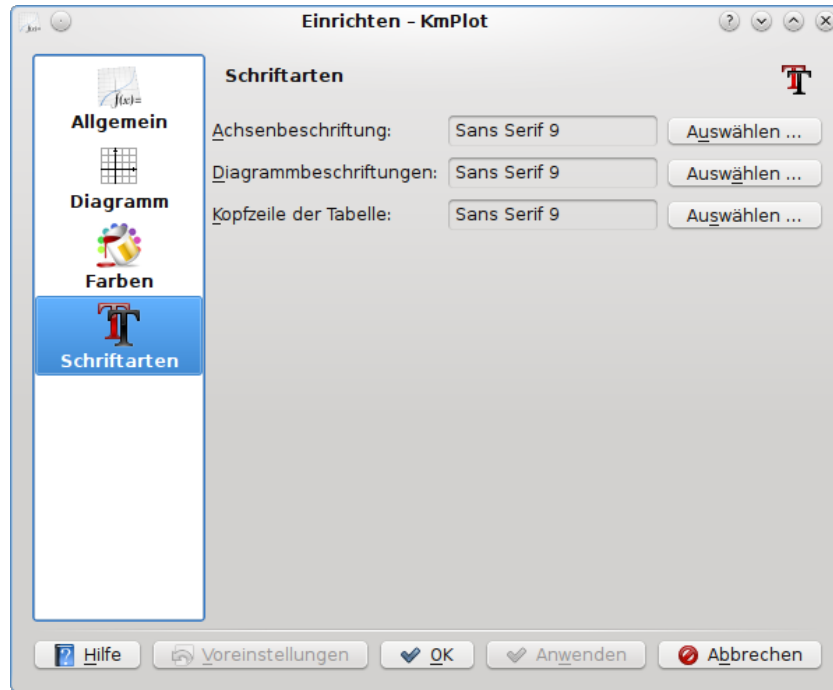 Einrichten – KmPlot
Allgemein
Diagramm
Farben
Schriftarten
Schriftarten
Achsenbeschriftung: Sans Serif 9 Auswählen ...
Diagrammbeschriftungen: Sans Serif 9 Auswählen ...
Kopfzeile der Tabelle: Sans Serif 9 Auswählen ...
Hilfe Voreinstellungen OK Anwenden Abbrechen